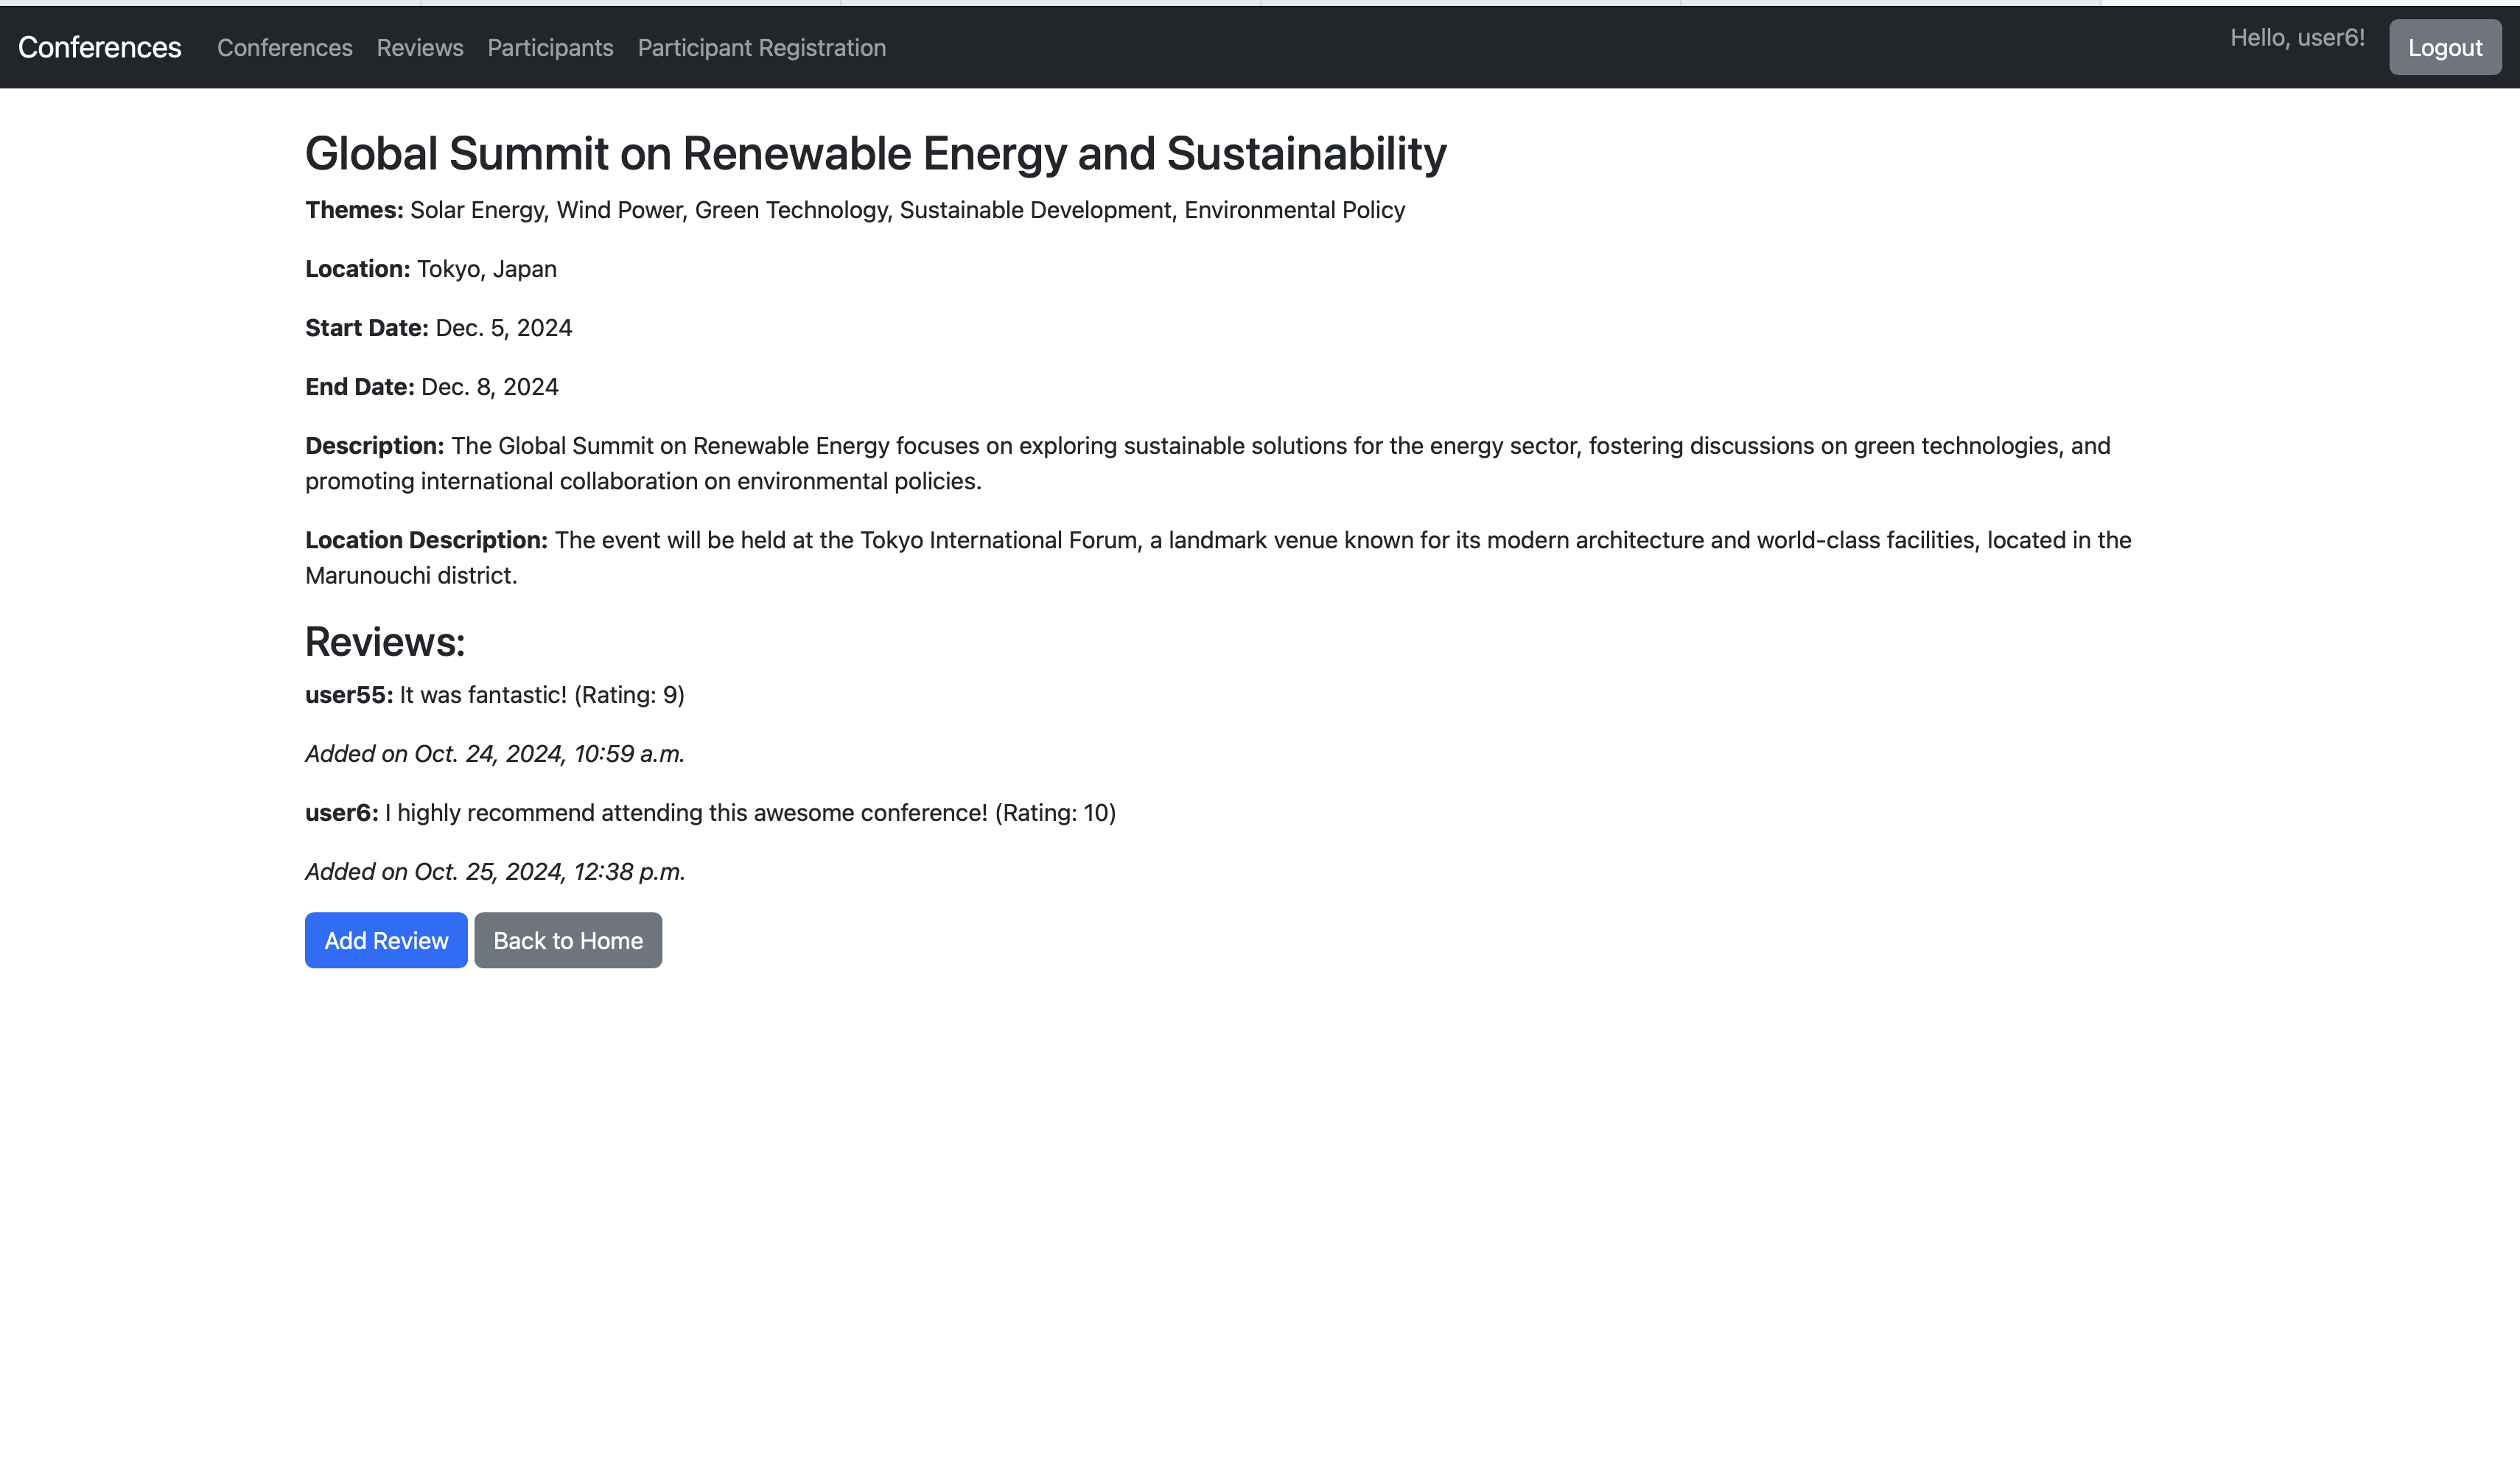 Conferences Conferences Reviews Participants Participant Registration Hello, user6! Logout
Global Summit on Renewable Energy and Sustainability
Themes: Solar Energy, Wind Power, Green Technology, Sustainable Development, Environmental Policy
Location: Tokyo, Japan
Start Date: Dec. 5, 2024
End Date: Dec. 8, 2024
Description: The Global Summit on Renewable Energy focuses on exploring sustainable solutions for the energy sector, fostering discussions on green technologies, and
promoting international collaboration on environmental policies.
Location Description: The event will be held at the Tokyo International Forum, a landmark venue known for its modern architecture and world-class facilities, located in the
Marunouchi district.
Reviews:
user55: It was fantastic! (Rating: 9)
Added on Oct. 24, 2024, 10:59 a.m.
user6: I highly recommend attending this awesome conference! (Rating: 10)
Added on Oct. 25, 2024, 12:38 p.m.
Add Review Back to Home